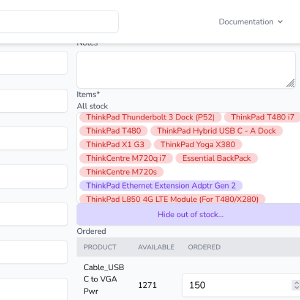 Documentation
Notes
Items*
All stock
ThinkPad Thunderbolt 3 Dock (P52) ThinkPad T480 i7
ThinkPad T480 ThinkPad Hybrid USB C - A Dock
ThinkPad X1 G3 ThinkPad Yoga X380
ThinkCentre M720q i7 Essential BackPack
ThinkCentre M720s
ThinkPad Ethernet Extension Adptr Gen 2
ThinkPad L850 4G LTE Module (For T480/X280)
Hide out of stock...
Ordered
PRODUCT AVAILABLE ORDERED
Cable_USB
C to VGA
Pwr
1271 150